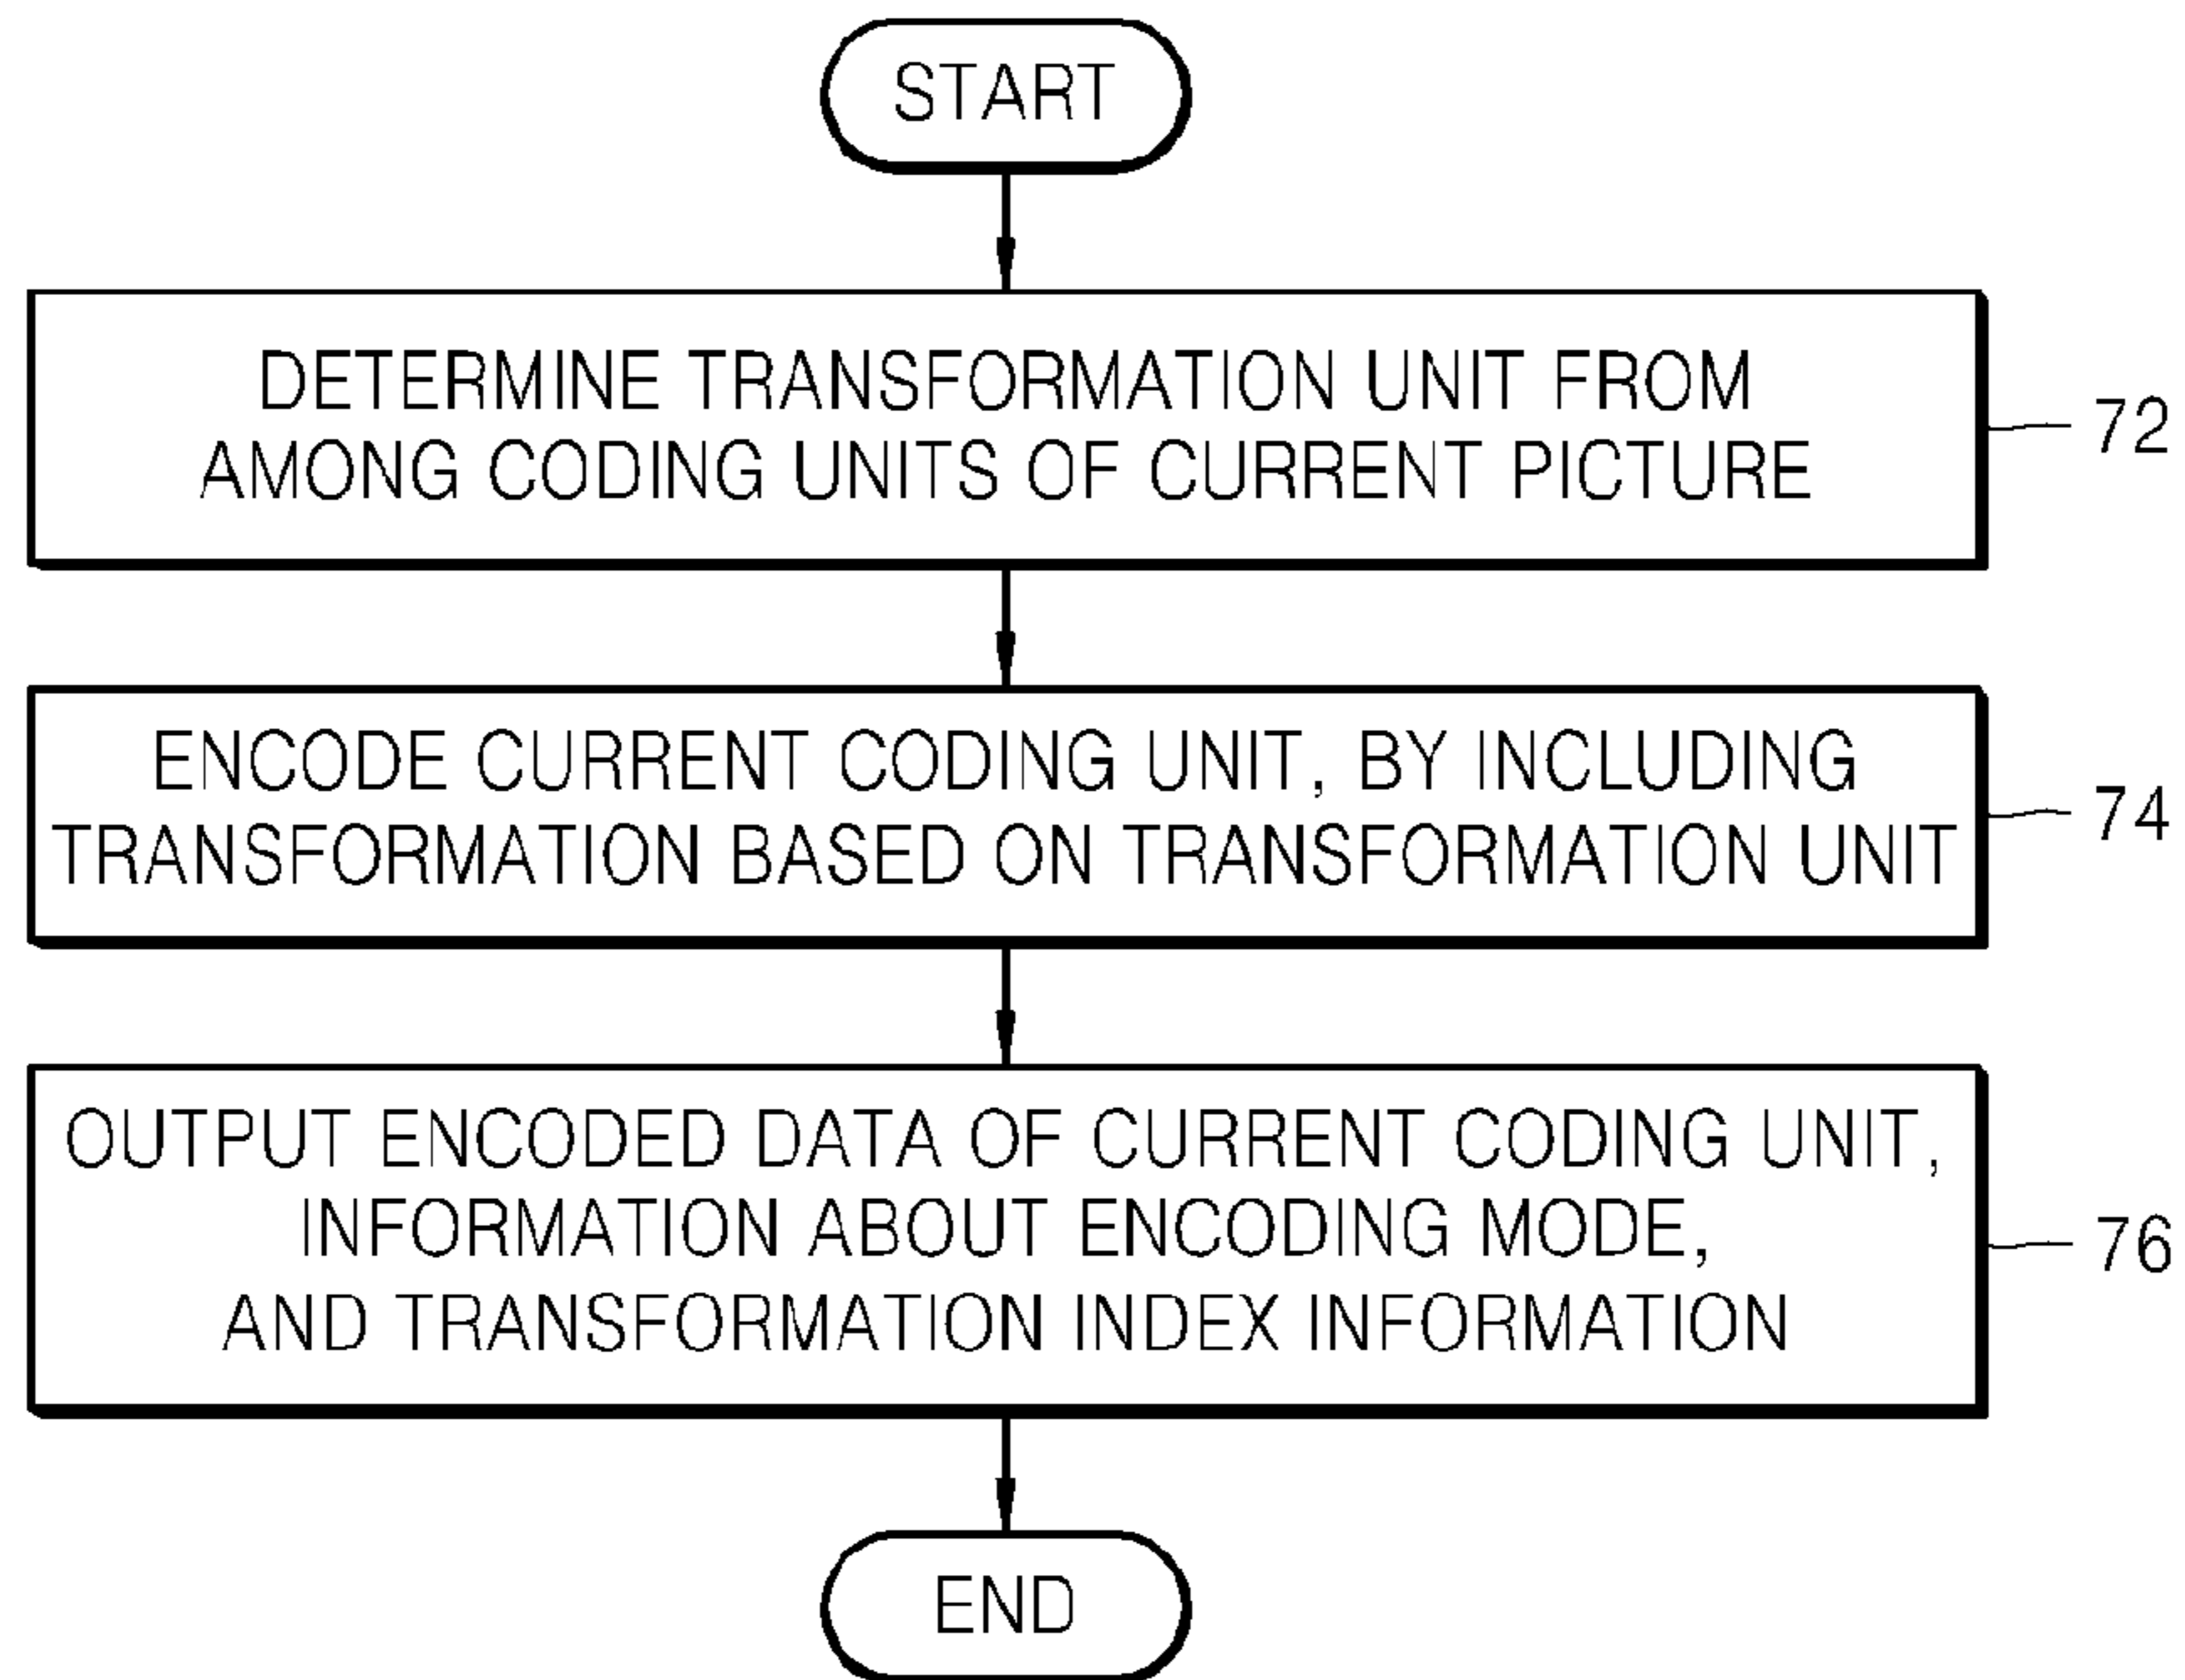 START
DETERMINE TRANSFORMATION UNIT FROM
AMONG CODING UNITS OF CURRENT PICTURE
72
ENCODE CURRENT CODING UNIT, BY INCLUDING
TRANSFORMATION BASED ON TRANSFORMATION UNIT
74
OUTPUT ENCODED DATA OF CURRENT CODING UNIT,
INFORMATION ABOUT ENCODING MODE,
AND TRANSFORMATION INDEX INFORMATION
76
END